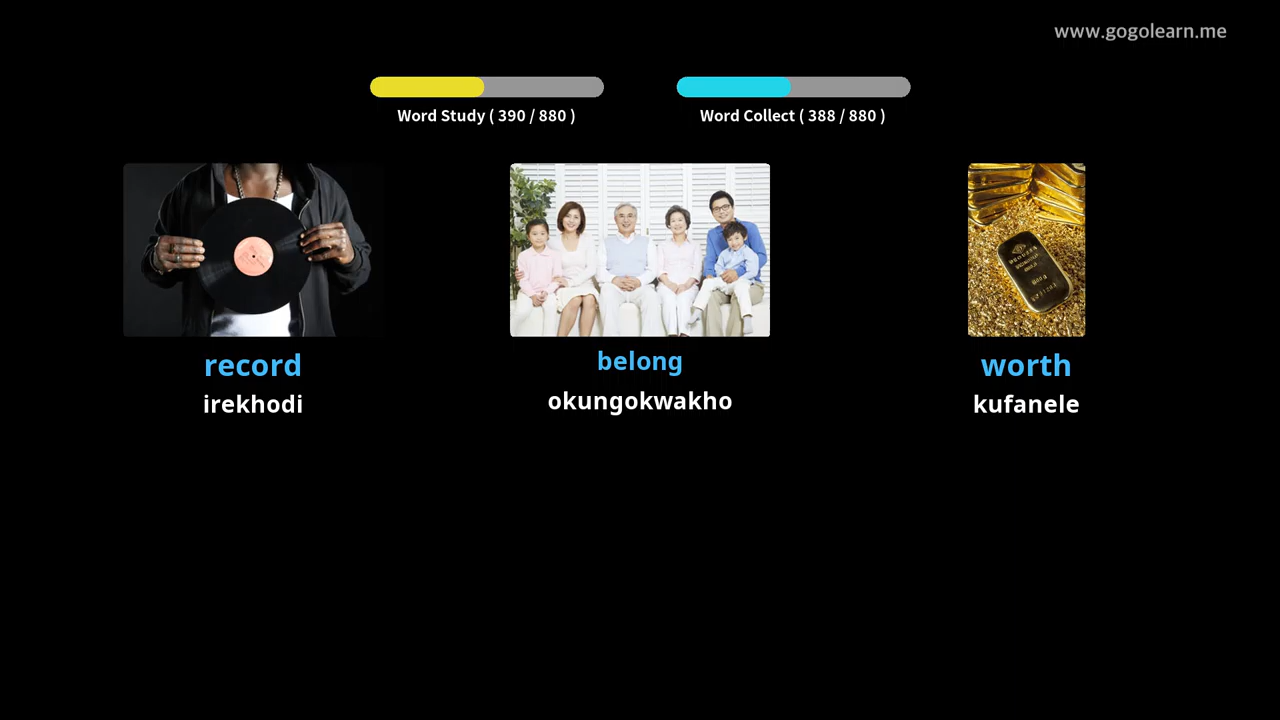 www.gogolearn.me
Word Study ( 390 / 880 )
Word Collect ( 388 / 880 )
record
irekhodi
belong
okungokwakho
worth
kufanele